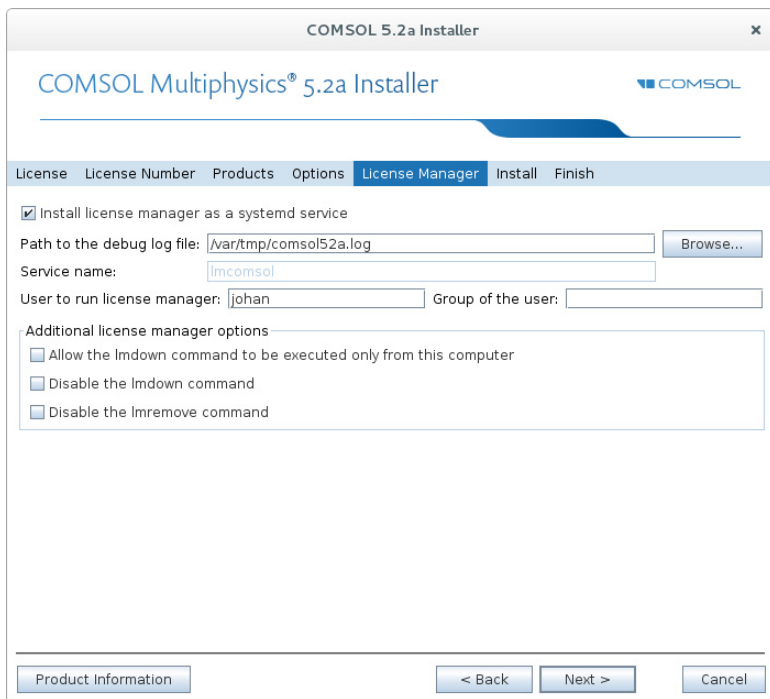 COMSOL 5.2a Installer
COMSOL Multiphysics® 5.2a Installer
COMSOL
License License Number Products Options License Manager Install Finish
Install license manager as a systemd service
Path to the debug log file: /var/tmp/comsol52a.log Browse...
Service name: lmcomsol
User to run license manager: johan Group of the user:
Additional license manager options
Allow the lmdown command to be executed only from this computer
Disable the lmdown command
Disable the lmremove command
Product Information < Back Next > Cancel